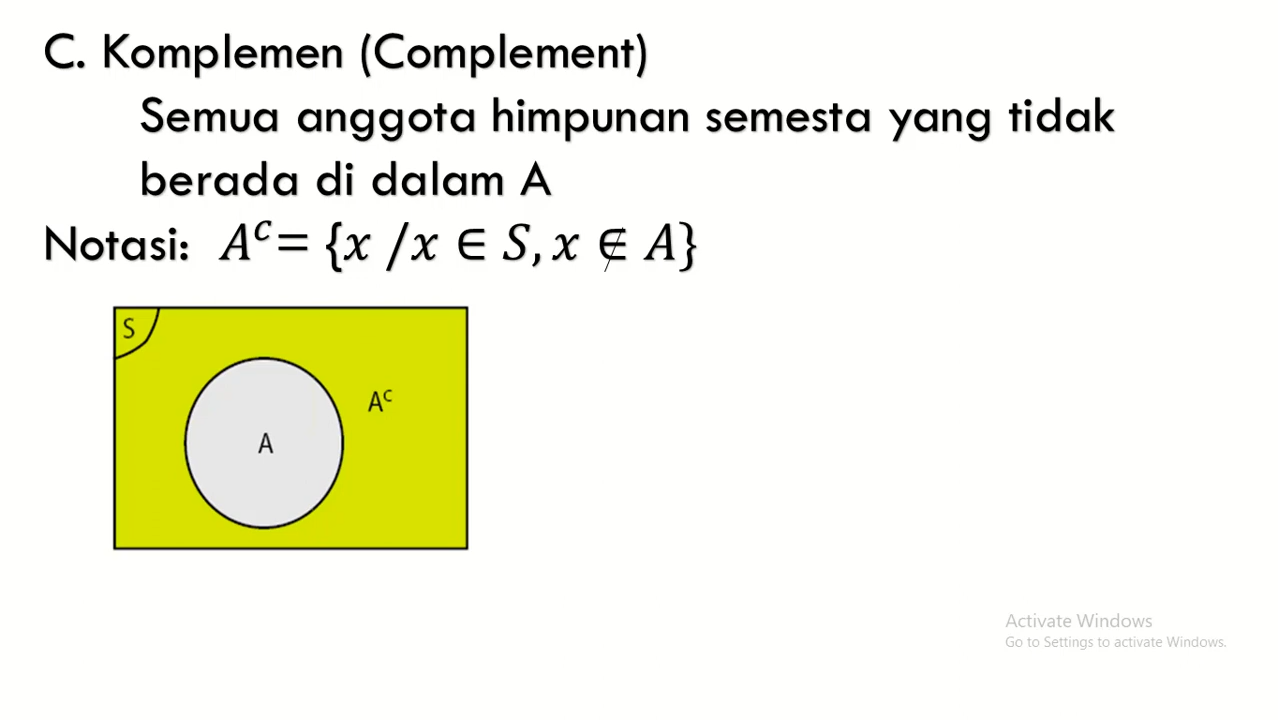 C. Komplemen (Complement)
Semua anggota himpunan semesta yang tidak
berada di dalam A
Notasi: Aᶜ= {x /x ∈ S, x ∉ A}
S
Aᶜ
A
Activate Windows
Go to Settings to activate Windows.